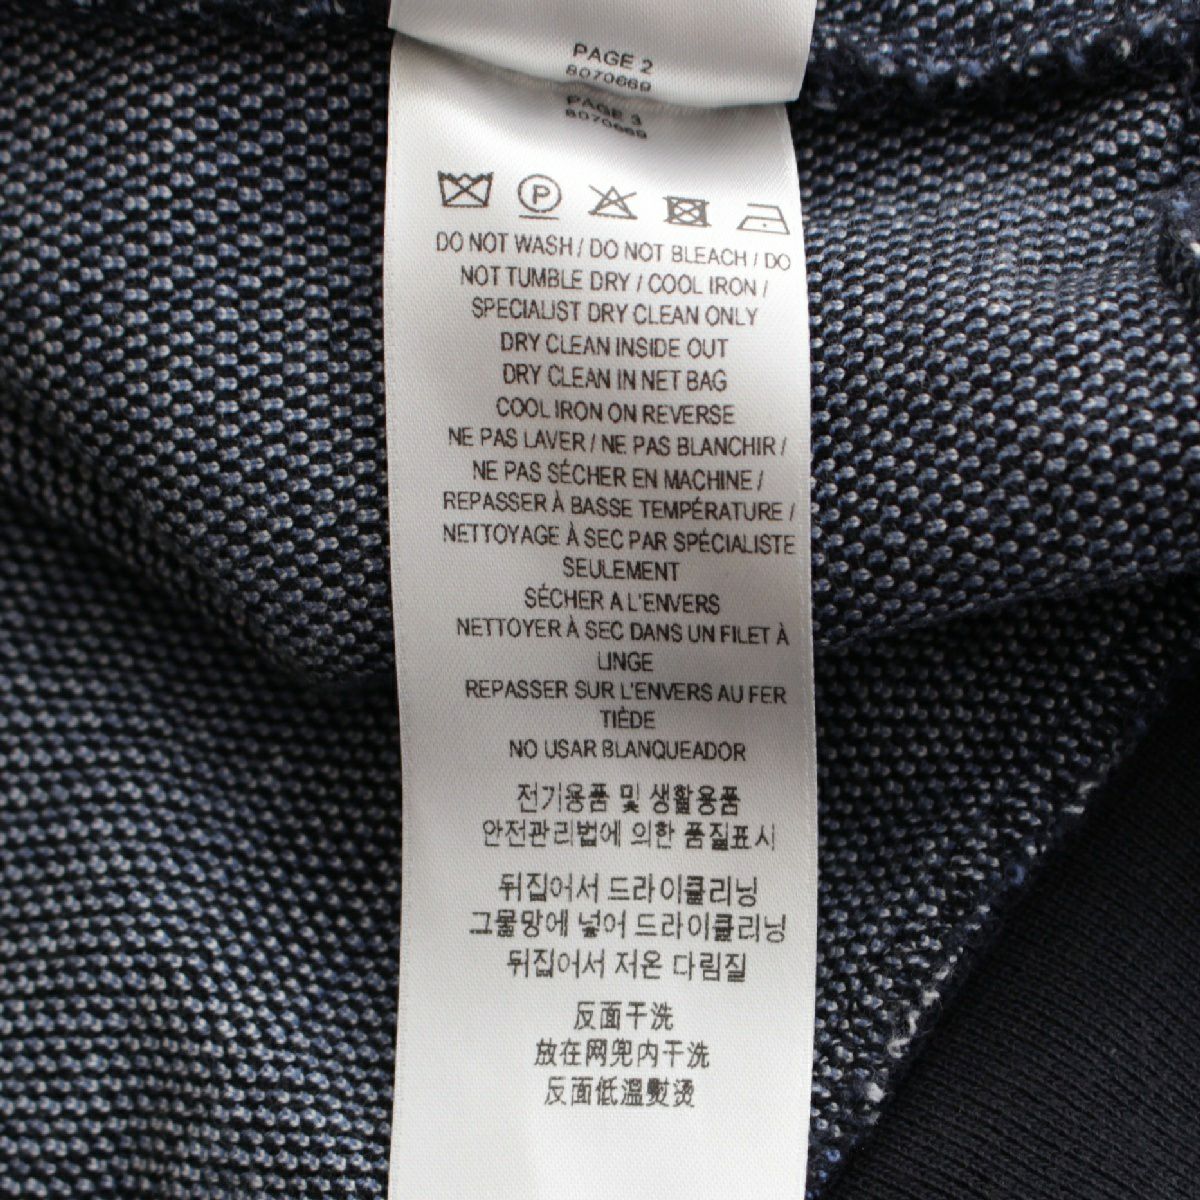 PAGE 2
8070669
PAGE 3
8070669
P
DO NOT WASH / DO NOT BLEACH / DO
NOT TUMBLE DRY / COOL IRON /
SPECIALIST DRY CLEAN ONLY
DRY CLEAN INSIDE OUT
DRY CLEAN IN NET BAG
COOL IRON ON REVERSE
NE PAS LAVER / NE PAS BLANCHIR /
NE PAS SÉCHER EN MACHINE /
REPASSER À BASSE TEMPÉRATURE /
NETTOYAGE À SEC PAR SPÉCIALISTE
SEULEMENT
SÉCHER A L'ENVERS
NETTOYER À SEC DANS UN FILET À
LINGE
REPASSER SUR L'ENVERS AU FER
TIÈDE
NO USAR BLANQUEADOR
전기용품 및 생활용품
안전관리법에 의한 품질표시
뒤집어서 드라이클리닝
그물망에 넣어 드라이클리닝
뒤집어서 저온 다림질
反面干洗
放在网兜内干洗
反面低溫熨烫